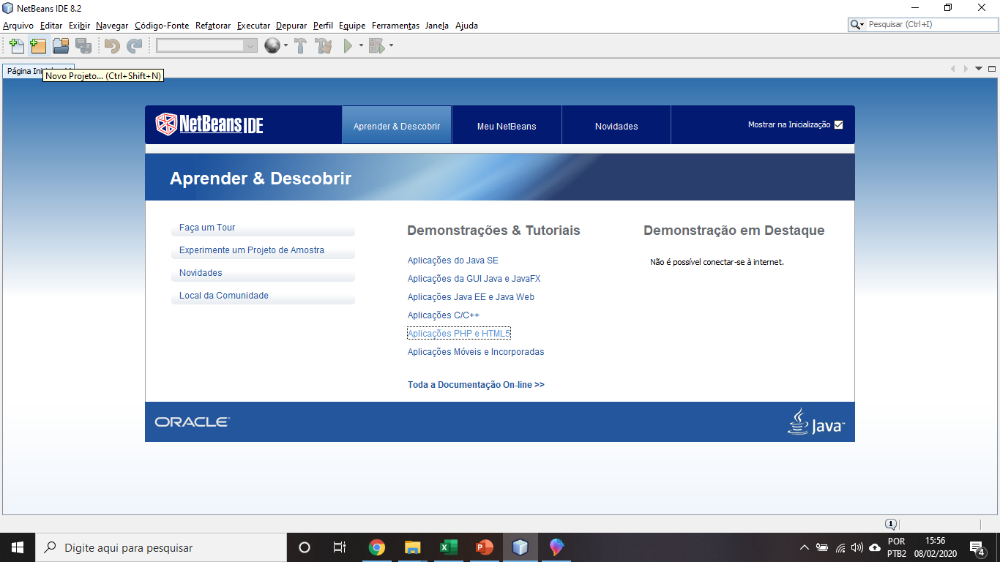 NetBeans IDE 8.2
Arquivo Editar Exibir Navegar Código-Fonte Refatorar Executar Depurar Perfil Equipe Ferramentas Janela Ajuda
Pesquisar (Ctrl+I)
Página
Novo Projeto... (Ctrl+Shift+N)
NetBeans IDE
Aprender & Descobrir
Meu NetBeans
Novidades
Mostrar na Inicialização
Aprender & Descobrir
Faça um Tour
Experimente um Projeto de Amostra
Novidades
Local da Comunidade
Demonstrações & Tutoriais
Aplicações do Java SE
Aplicações da GUI Java e JavaFX
Aplicações Java EE e Java Web
Aplicações C/C++
Aplicações PHP e HTML5
Aplicações Móveis e Incorporadas
Toda a Documentação On-line >>
Demonstração em Destaque
Não é possível conectar-se à internet.
ORACLE
Java™
1
Digite aqui para pesquisar
POR
PTB2
15:56
08/02/2020
4